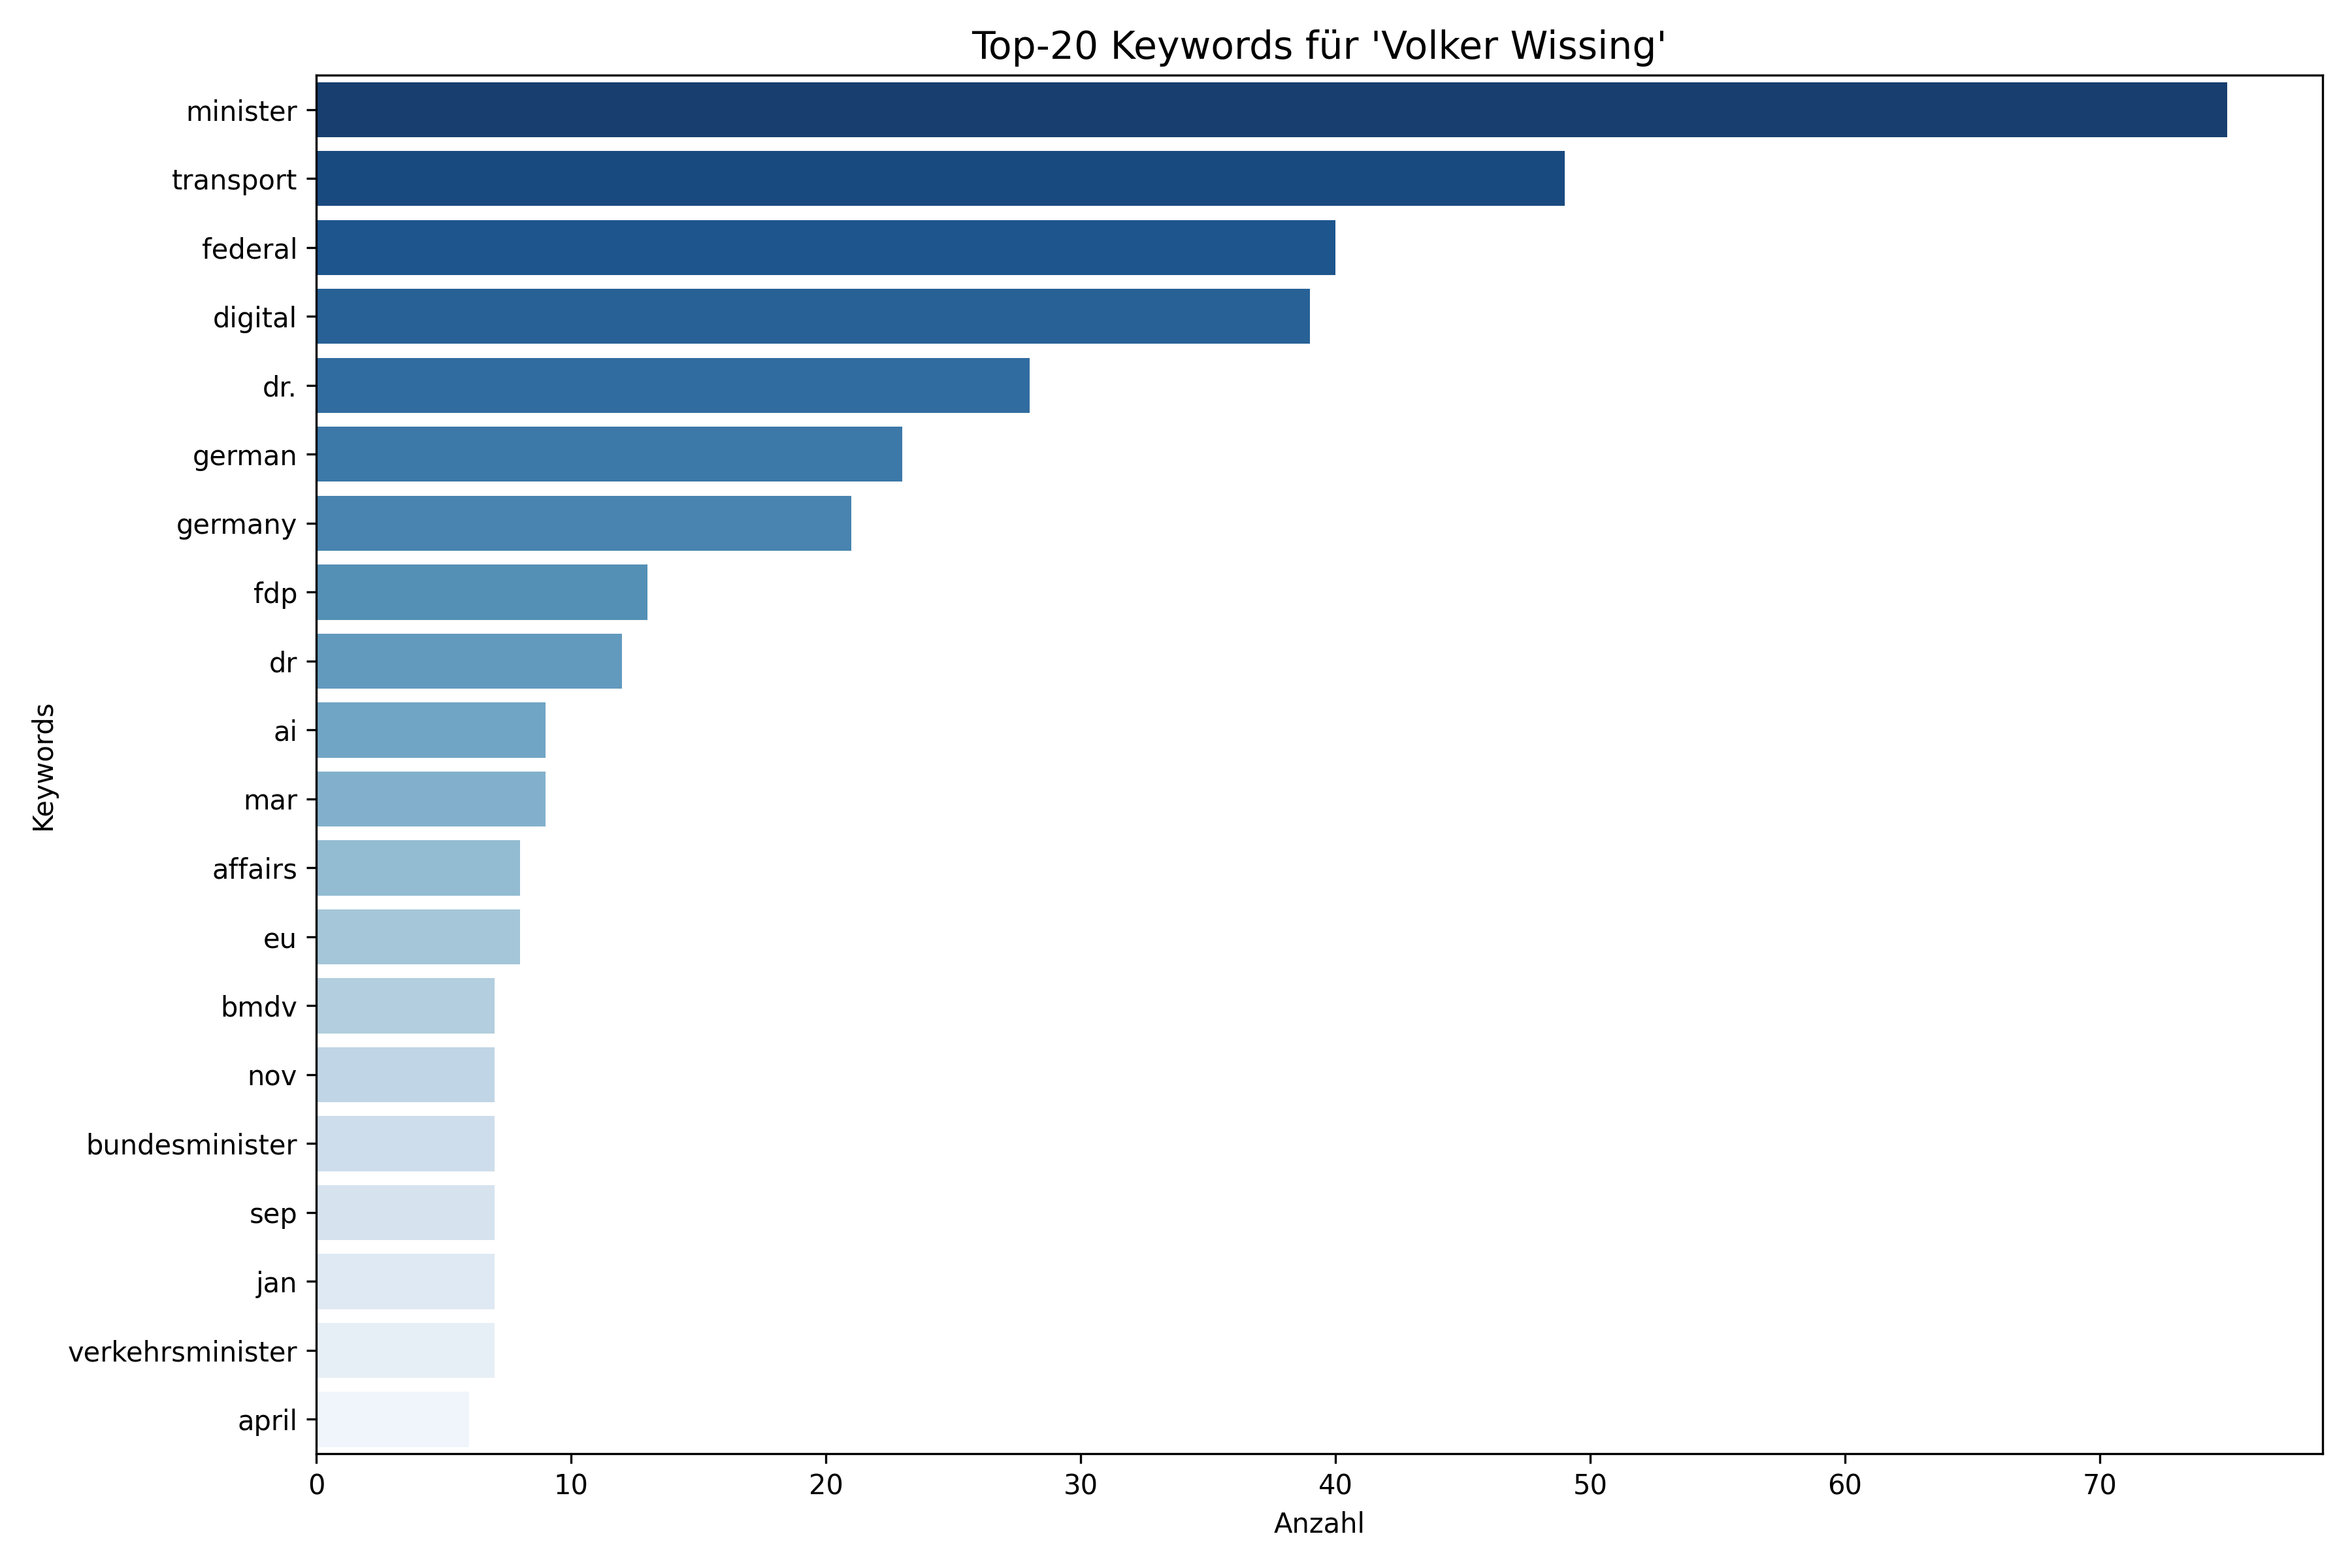 Top-20 Keywords für 'Volker Wissing'
Keywords
minister
transport
federal
digital
dr.
german
germany
fdp
dr
ai
mar
affairs
eu
bmdv
nov
bundesminister
sep
jan
verkehrsminister
april
0 10 20 30 40 50 60 70
Anzahl